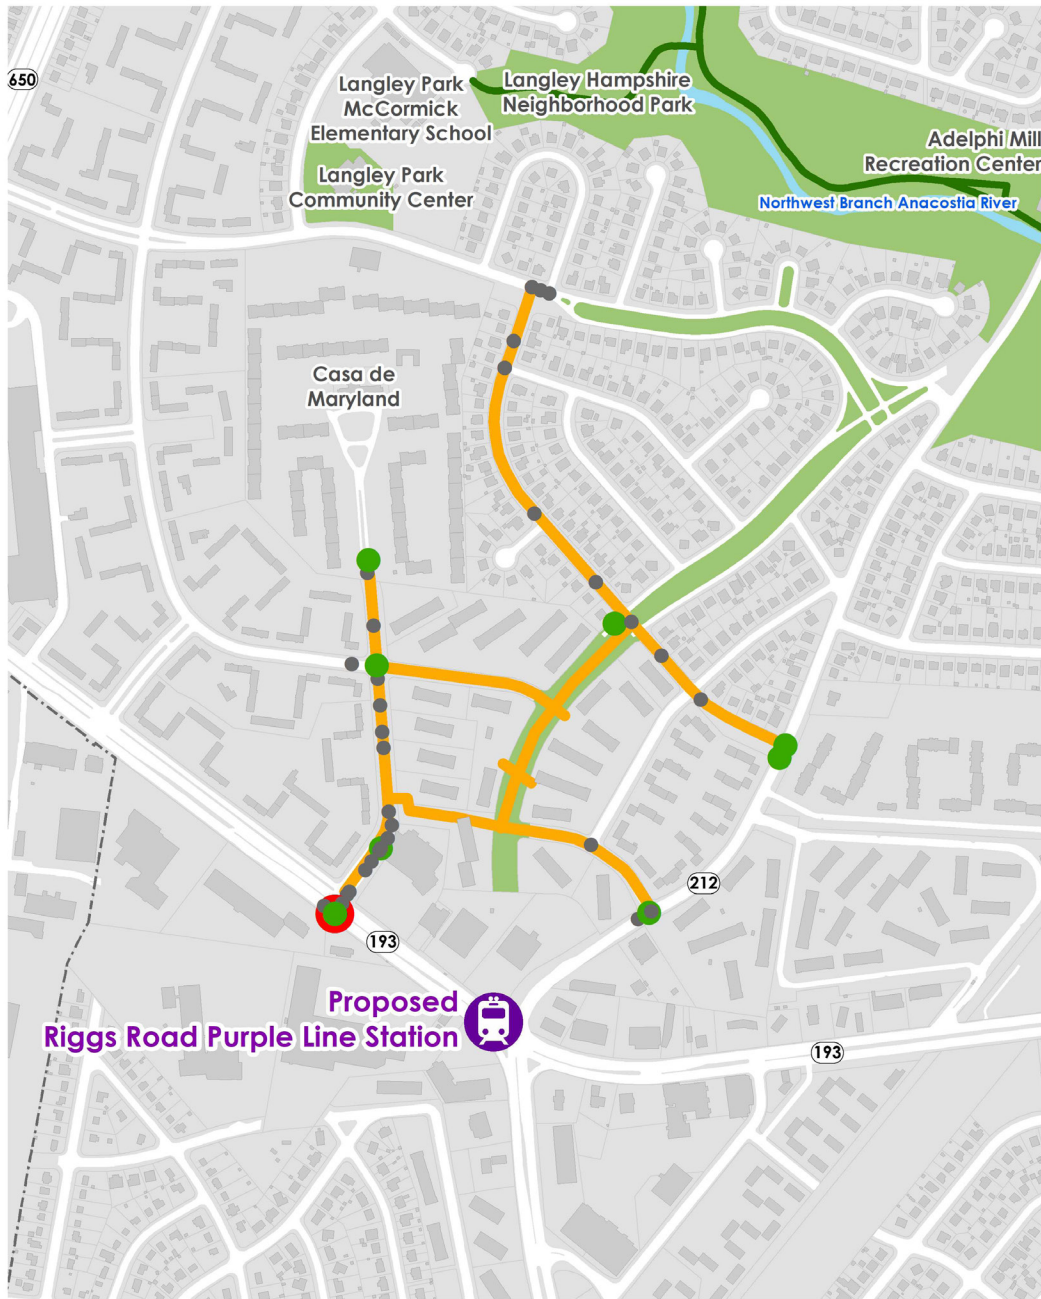 650
Langley Park
McCormick
Elementary School
Langley Hampshire
Neighborhood Park
Adelphi Mill
Recreation Center
Langley Park
Community Center
Northwest Branch Anacostia River
Casa de
Maryland
212
193
Proposed
Riggs Road Purple Line Station
193